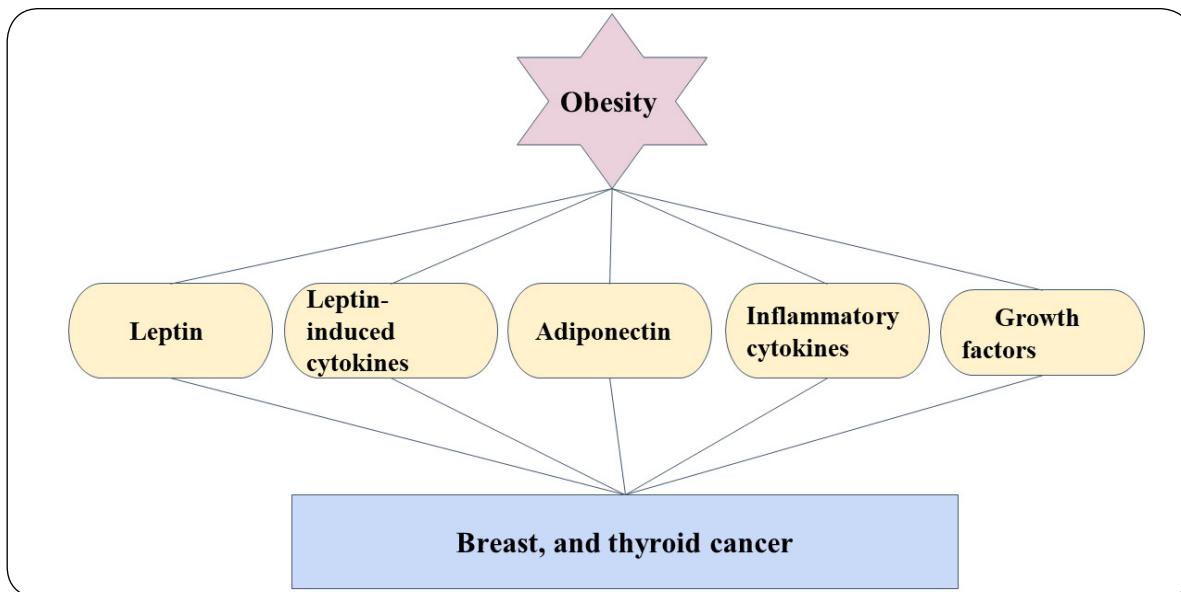 Obesity
Leptin
Leptin-
induced
cytokines
Adiponectin
Inflammatory
cytokines
Growth
factors
Breast, and thyroid cancer